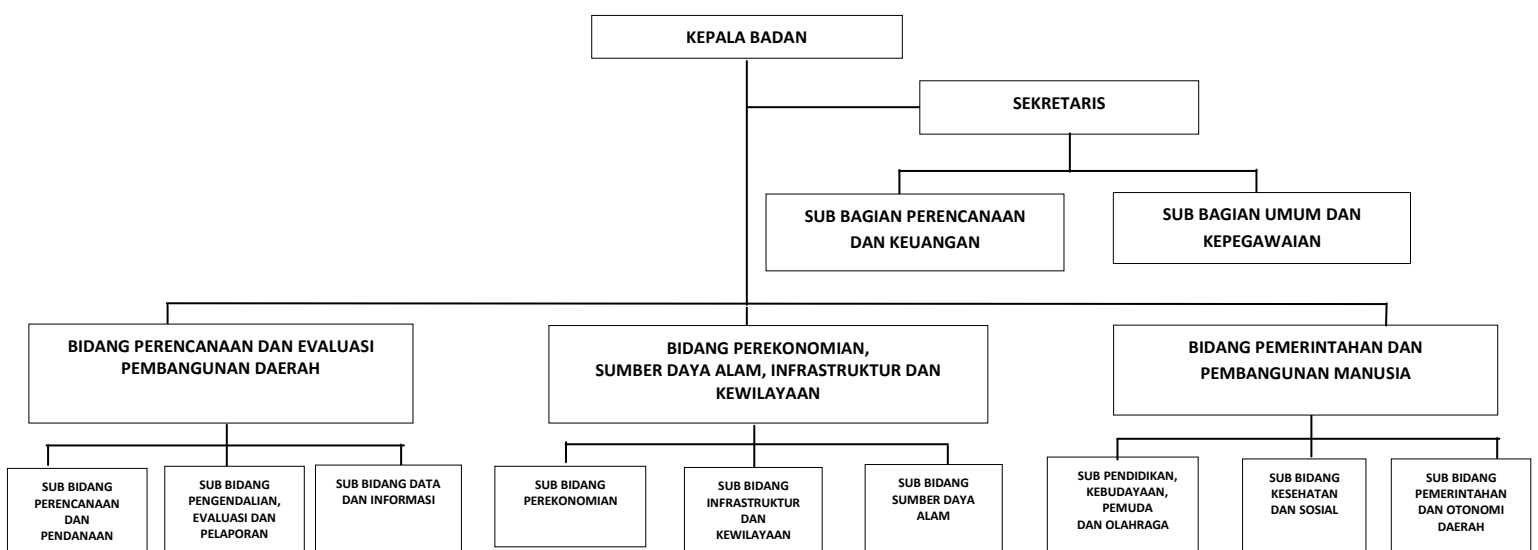 KEPALA BADAN
SEKRETARIS
SUB BAGIAN PERENCANAAN
DAN KEUANGAN
SUB BAGIAN UMUM DAN
KEPEGAWAIAN
BIDANG PERENCANAAN DAN EVALUASI
PEMBANGUNAN DAERAH
BIDANG PEREKONOMIAN,
SUMBER DAYA ALAM, INFRASTRUKTUR DAN
KEWILAYAAN
BIDANG PEMERINTAHAN DAN
PEMBANGUNAN MANUSIA
SUB BIDANG
PERENCANAAN
DAN
PENDANAAN
SUB BIDANG
PENGENDALIAN,
EVALUASI DAN
PELAPORAN
SUB BIDANG DATA
DAN INFORMASI
SUB BIDANG
PEREKONOMIAN
SUB BIDANG
INFRASTRUKTUR
DAN
KEWILAYAAN
SUB BIDANG
SUMBER DAYA
ALAM
SUB PENDIDIKAN,
KEBUDAYAAN,
PEMUDA
DAN OLAHRAGA
SUB BIDANG
KESEHATAN
DAN SOSIAL
SUB BIDANG
PEMERINTAHAN
DAN OTONOMI
DAERAH